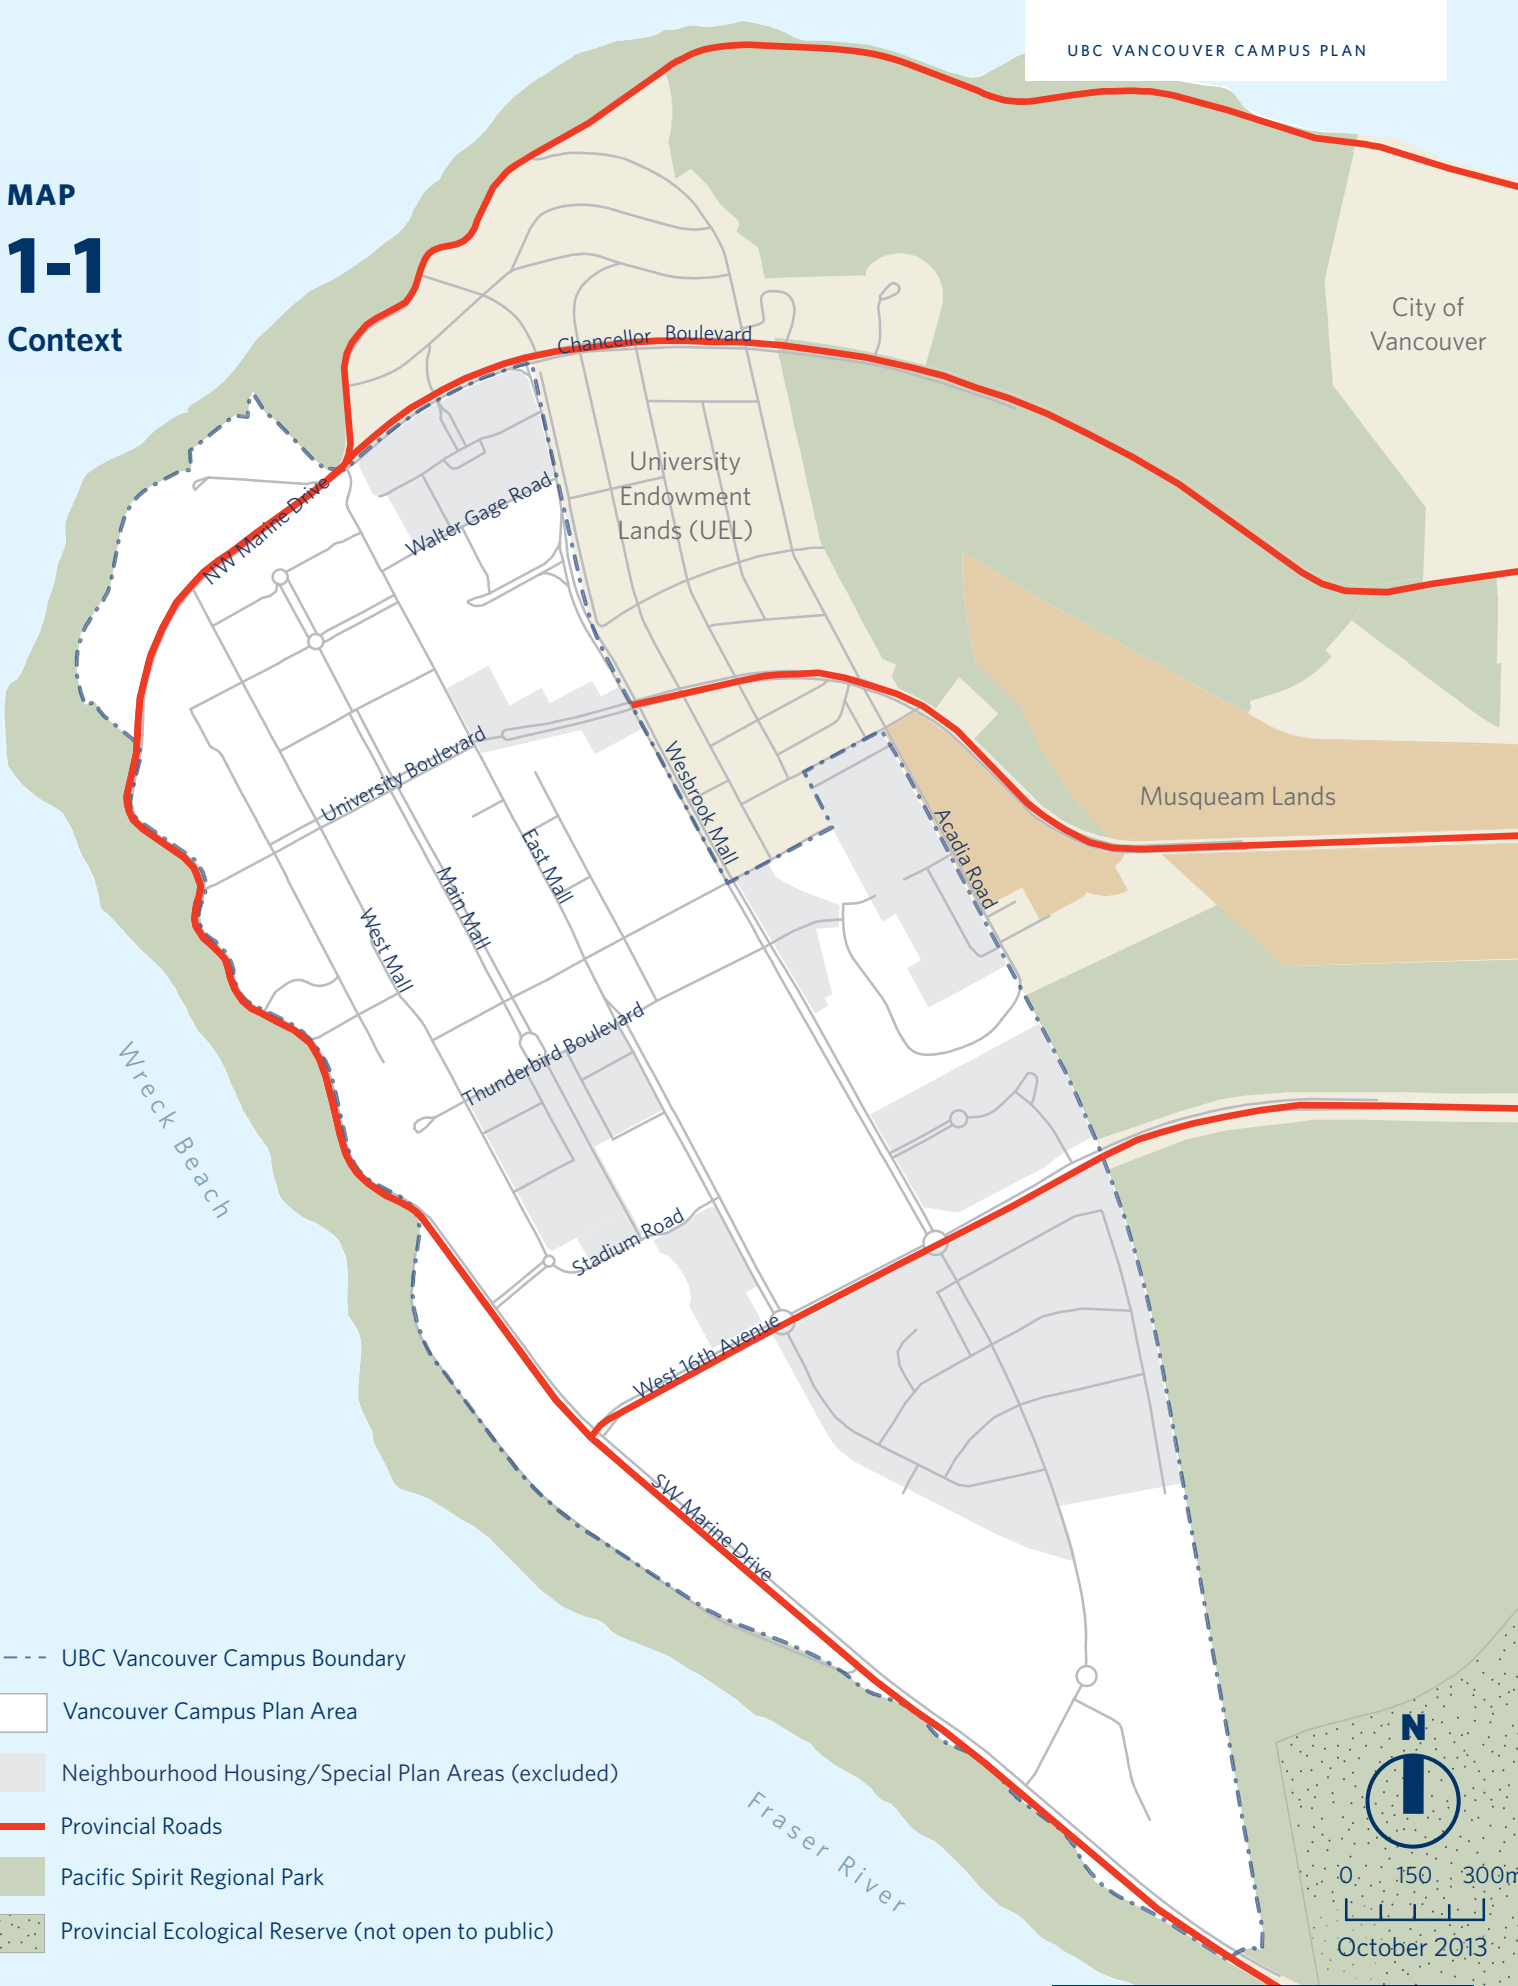 UBC VANCOUVER CAMPUS PLAN
MAP
1-1
Context
City of
Vancouver
Chancellor Boulevard
University
Endowment
Lands (UEL)
Walter Gage Road
NW Marine Drive
University Boulevard
Wesbrook Mall
Musqueam Lands
Acadia Road
East Mall
Main Mall
West Mall
Thunderbird Boulevard
Wreck Beach
Stadium Road
West 16th Avenue
SW Marine Drive
Fraser River
UBC Vancouver Campus Boundary
Vancouver Campus Plan Area
Neighbourhood Housing/Special Plan Areas (excluded)
Provincial Roads
Pacific Spirit Regional Park
Provincial Ecological Reserve (not open to public)
N
0 150 300m
October 2013